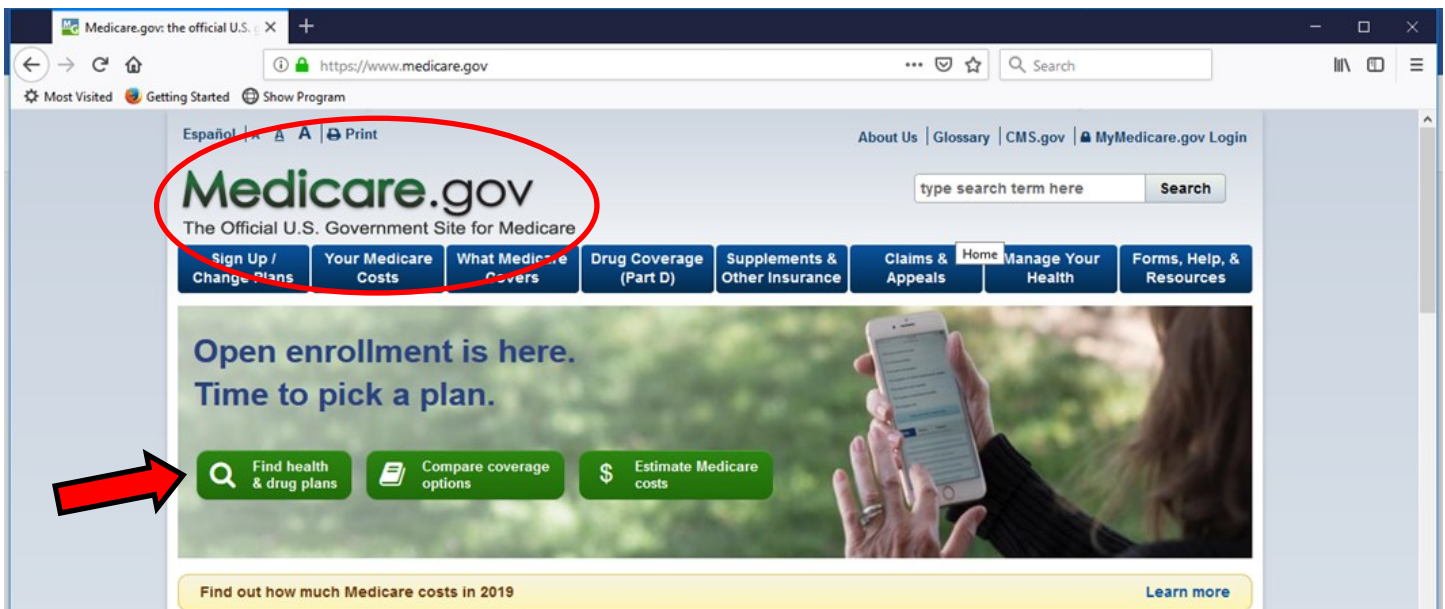 Medicare.gov: the official U.S.
https://www.medicare.gov
Search
Most Visited Getting Started Show Program
Español A A A Print
About Us Glossary CMS.gov MyMedicare.gov Login
Medicare.gov
The Official U.S. Government Site for Medicare
type search term here Search
Sign Up /
Change Plans
Your Medicare
Costs
What Medicare
Covers
Drug Coverage
(Part D)
Supplements &
Other Insurance
Claims &
Appeals
Home
Manage Your
Health
Forms, Help, &
Resources
Open enrollment is here.
Time to pick a plan.
Find health
& drug plans
Compare coverage
options
$ Estimate Medicare
costs
Find out how much Medicare costs in 2019
Learn more